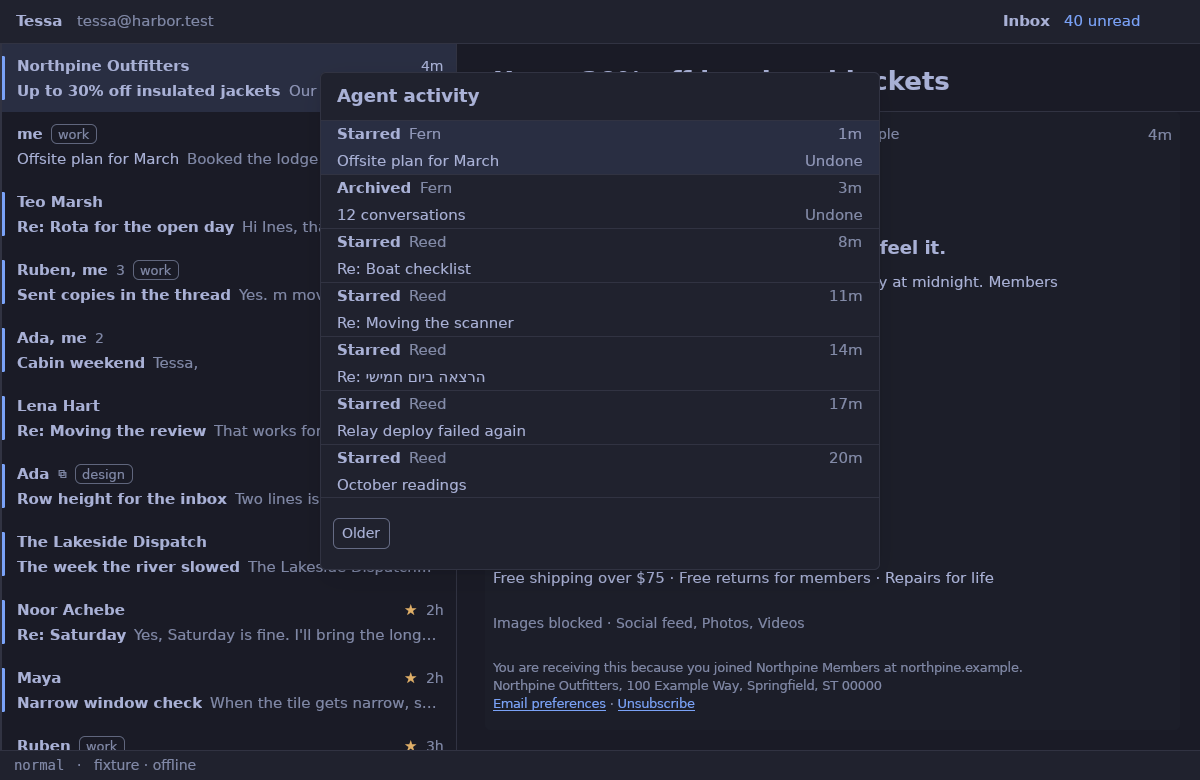 Tessa tessa@harbor.test
Inbox 40 unread
Northpine Outfitters 4m
Up to 30% off insulated jackets Our
me work
Offsite plan for March Booked the lodge
Teo Marsh
Re: Rota for the open day Hi Ines, tha
Ruben, me 3 work
Sent copies in the thread Yes. m mov
Ada, me 2
Cabin weekend Tessa,
Lena Hart
Re: Moving the review That works for
Ada design
Row height for the inbox Two lines is
The Lakeside Dispatch
The week the river slowed The Lakeside Dispatch…
Noor Achebe ★ 2h
Re: Saturday Yes, Saturday is fine. I'll bring the long…
Maya ★ 2h
Narrow window check When the tile gets narrow, s…
Ruben work ★ 3h
Agent activity
Starred Fern 1m
Offsite plan for March Undone
Archived Fern 3m
12 conversations Undone
Starred Reed 8m
Re: Boat checklist
Starred Reed 11m
Re: Moving the scanner
Starred Reed 14m
Re: הרצאה ביום חמישי
Starred Reed 17m
Relay deploy failed again
Starred Reed 20m
October readings
Older
ckets
ple 4m
feel it.
y at midnight. Members
Free shipping over $75 · Free returns for members · Repairs for life
Images blocked · Social feed, Photos, Videos
You are receiving this because you joined Northpine Members at northpine.example.
Northpine Outfitters, 100 Example Way, Springfield, ST 00000
Email preferences · Unsubscribe
normal · fixture · offline